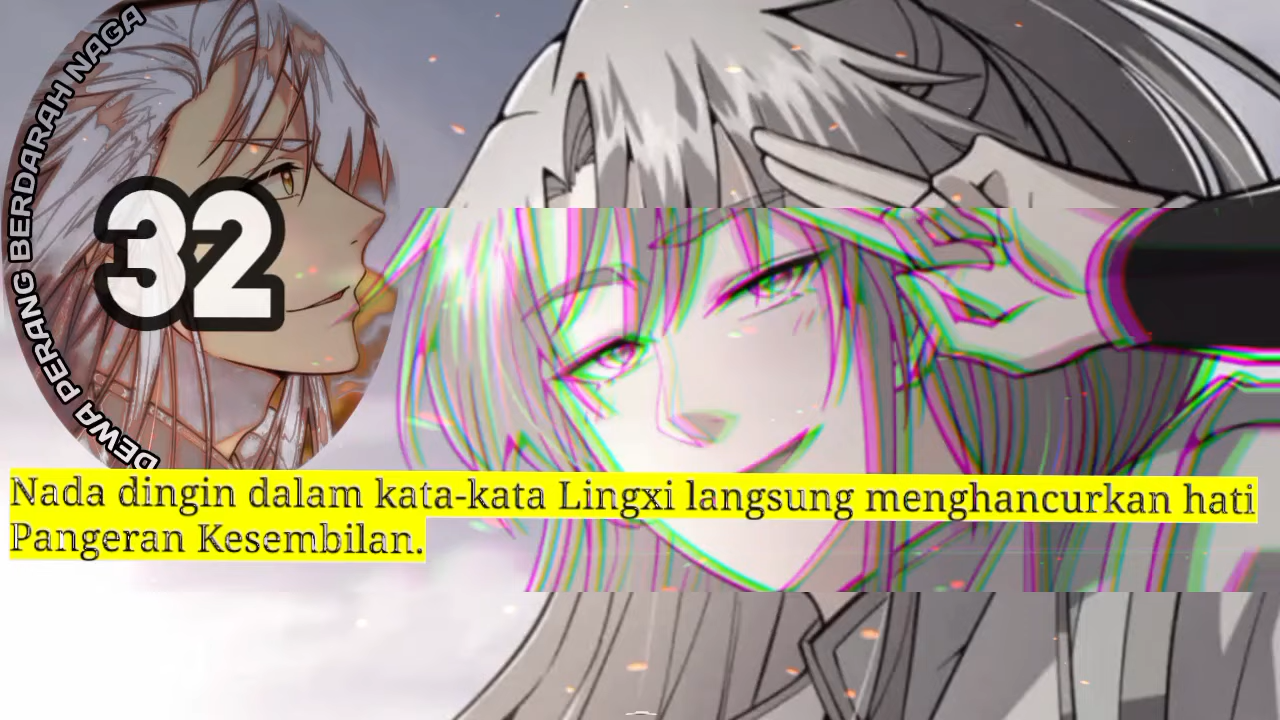 DEWA PERANG BERDARAH NAGA
32
Nada dingin dalam kata-kata Lingxi langsung menghancurkan hati
Pangeran Kesembilan.